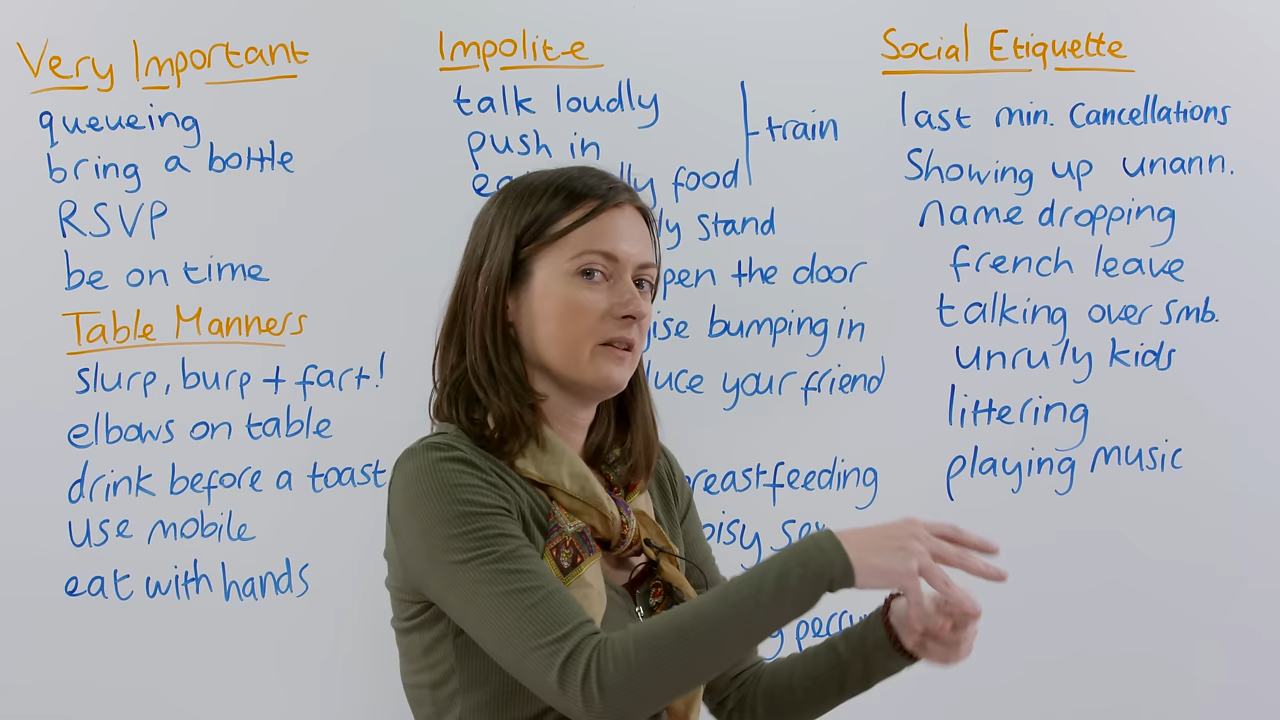 Very Important
queueing
bring a bottle
RSVP
be on time
Table Manners
slurp, burp + fart!
elbows on table
drink before a toast
use mobile
eat with hands
Impolite
talk loudly
push in
food
train
stand
the door
bumping in
your friend
Social Etiquette
last min. Cancellations
Showing up unann.
name dropping
french leave
talking over smb.
unruly kids
littering
playing music